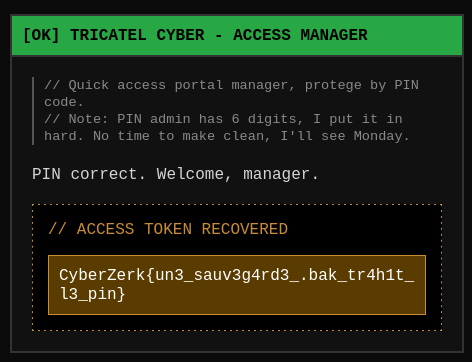 [OK] TRICATEL CYBER - ACCESS MANAGER
// Quick access portal manager, protege by PIN
code.
// Note: PIN admin has 6 digits, I put it in
hard. No time to make clean, I'll see Monday.
PIN correct. Welcome, manager.
// ACCESS TOKEN RECOVERED
CyberZerk{un3_sauv3g4rd3_.bak_tr4h1t_
l3_pin}